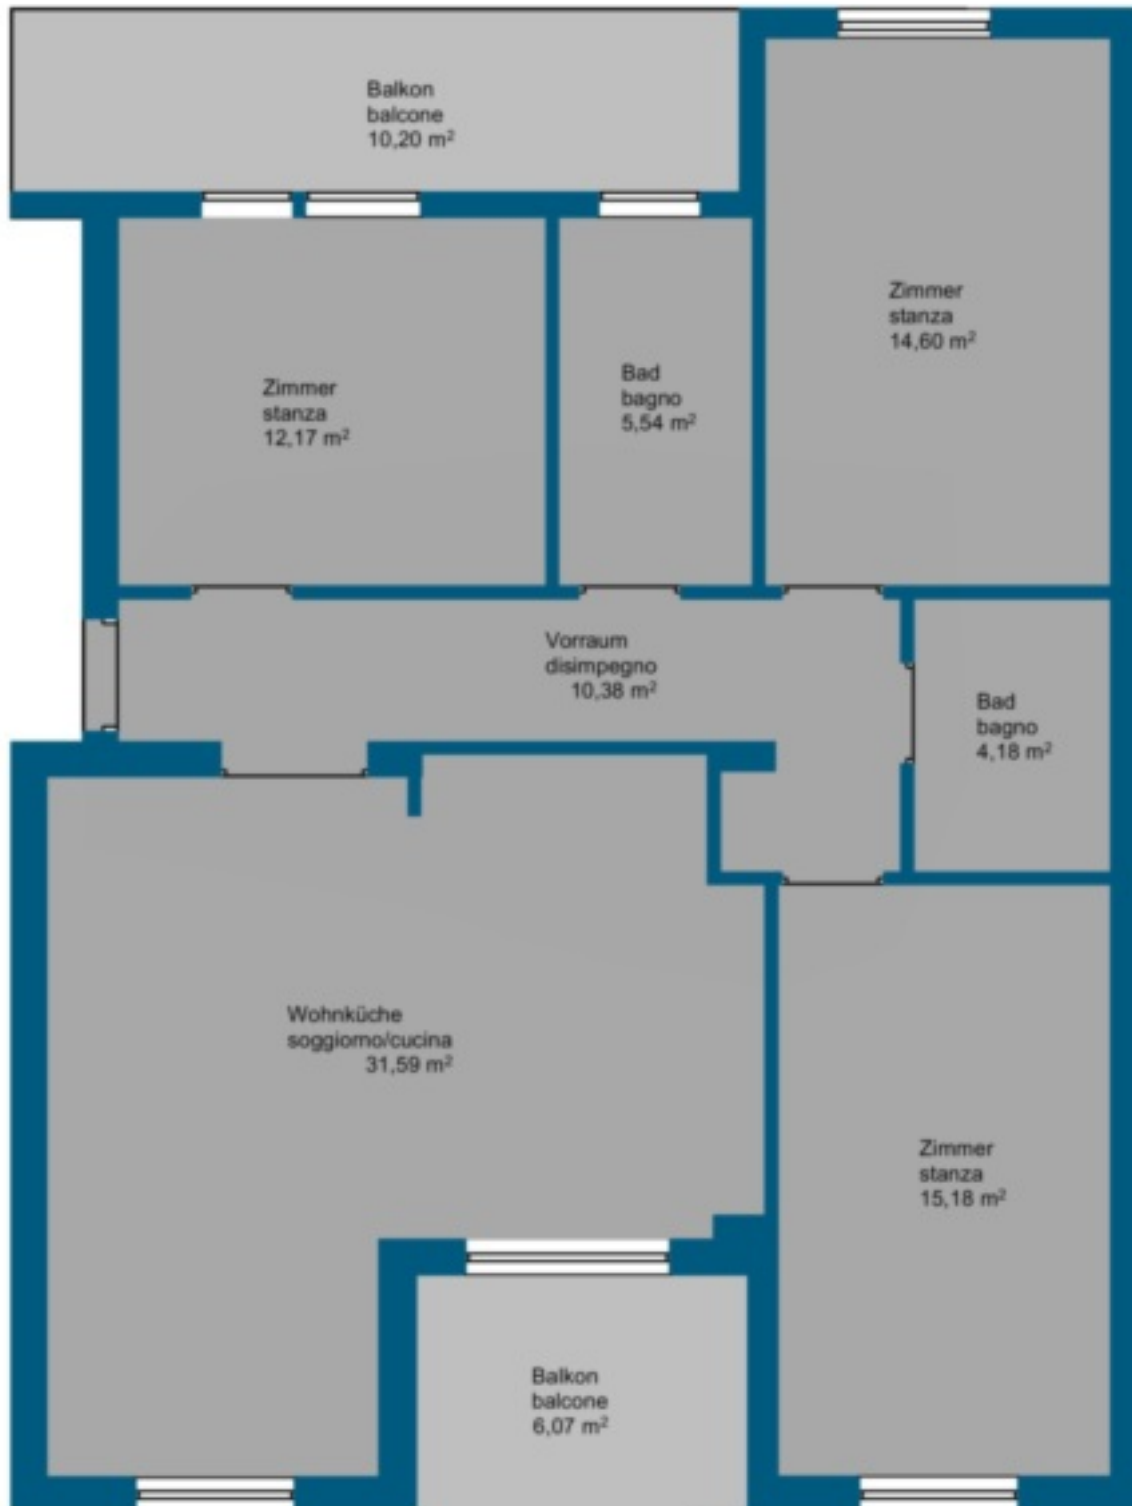 Balkon
balcone
10,20 m²
Zimmer
stanza
14,60 m²
Zimmer
stanza
12,17 m²
Bad
bagno
5,54 m²
Vorraum
disimpegno
10,38 m²
Bad
bagno
4,18 m²
Wohnküche
soggiorno/cucina
31,59 m²
Zimmer
stanza
15,18 m²
Balkon
balcone
6,07 m²